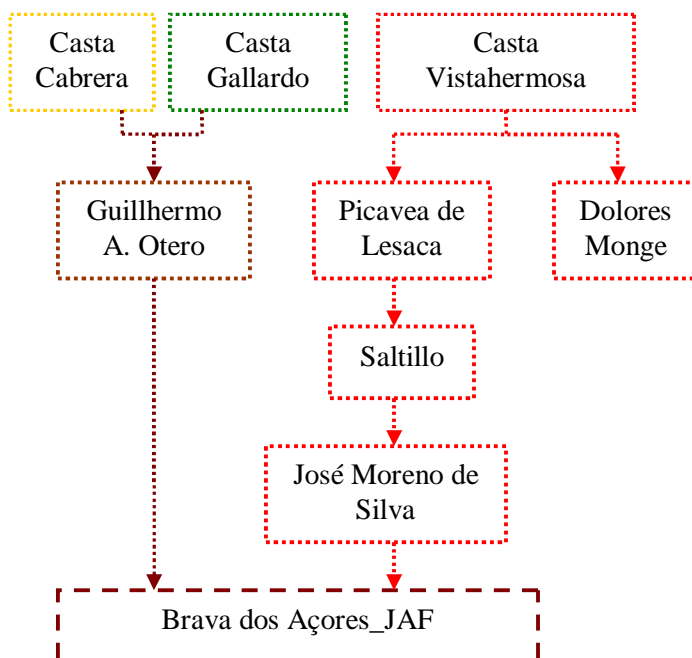 Casta
Cabrera
Casta
Gallardo
Casta
Vistahermosa
Guillhermo
A. Otero
Picavea de
Lesaca
Dolores
Monge
Saltillo
José Moreno de
Silva
Brava dos Açores_JAF